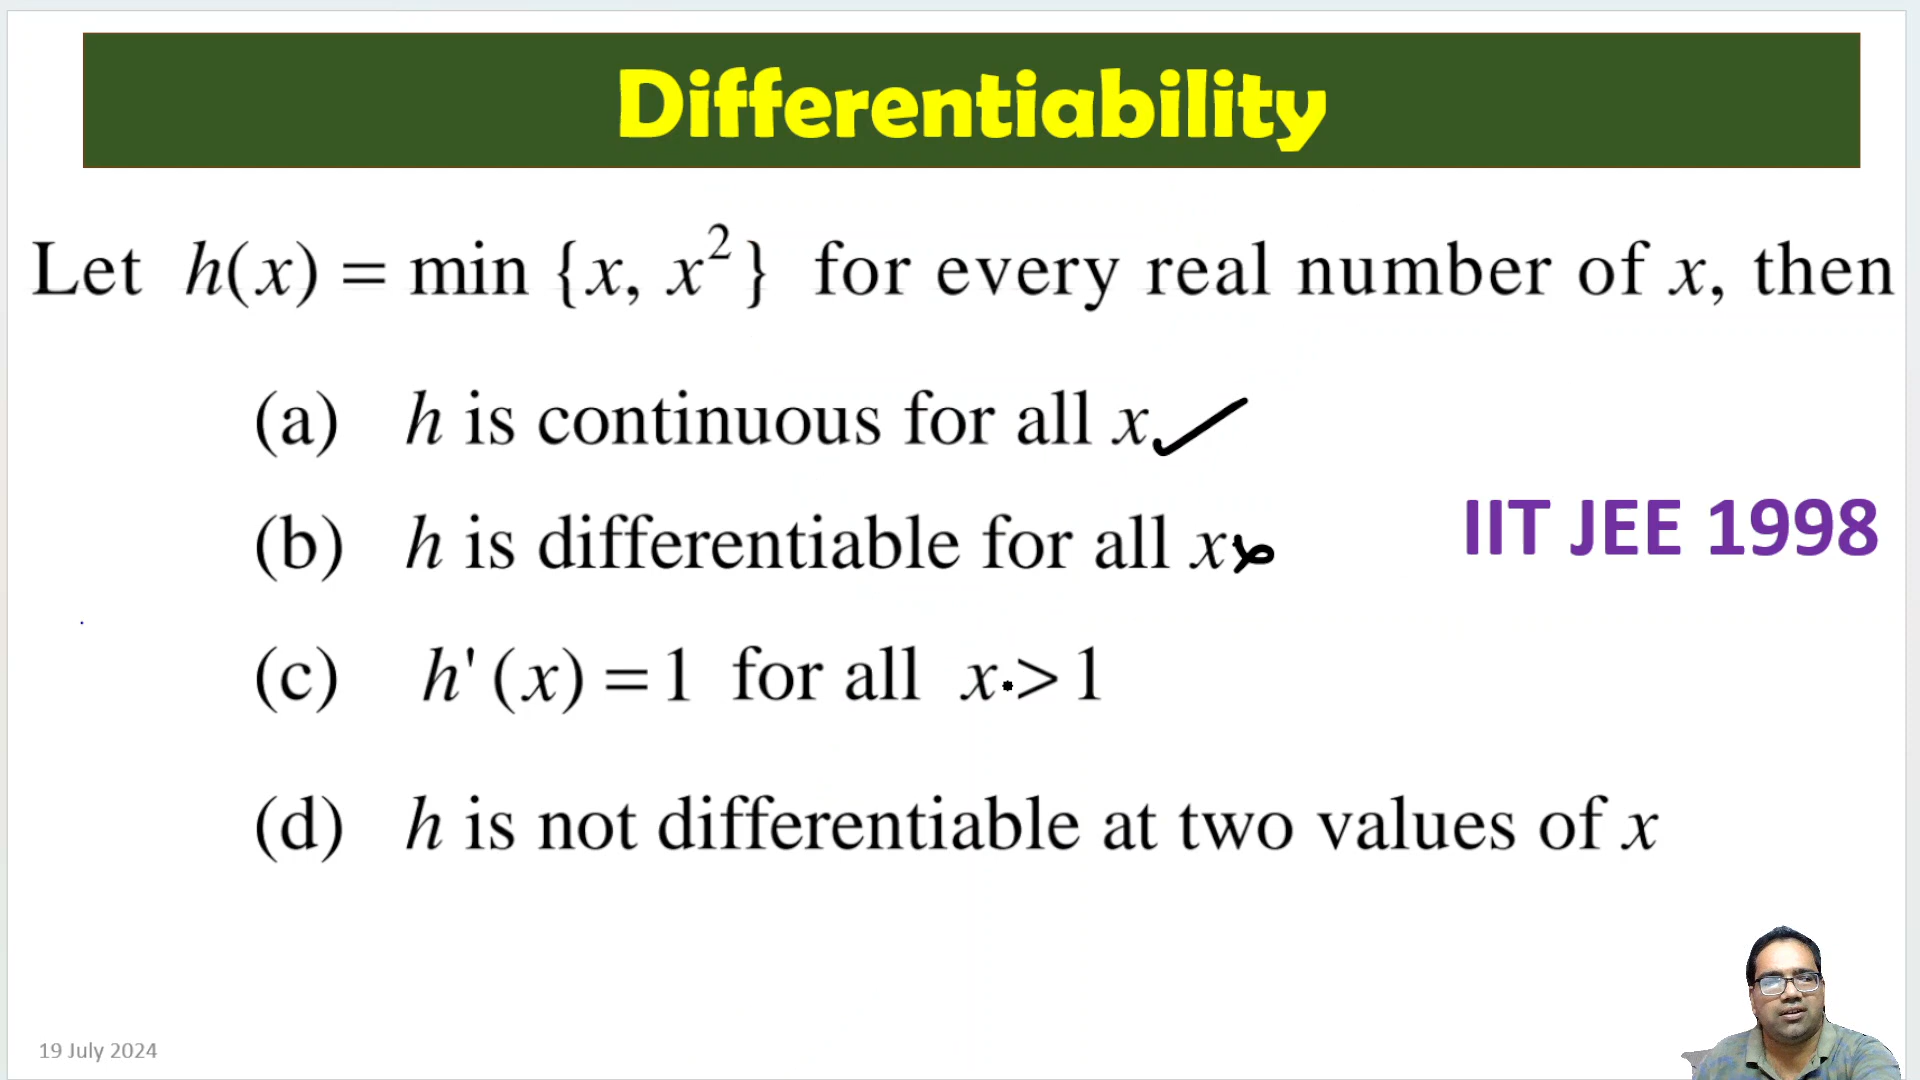 Differentiability
Let h(x) = min {x, x²} for every real number of x, then
(a) h is continuous for all x
(b) h is differentiable for all x
IIT JEE 1998
(c) h'(x) = 1 for all x > 1
(d) h is not differentiable at two values of x
19 July 2024